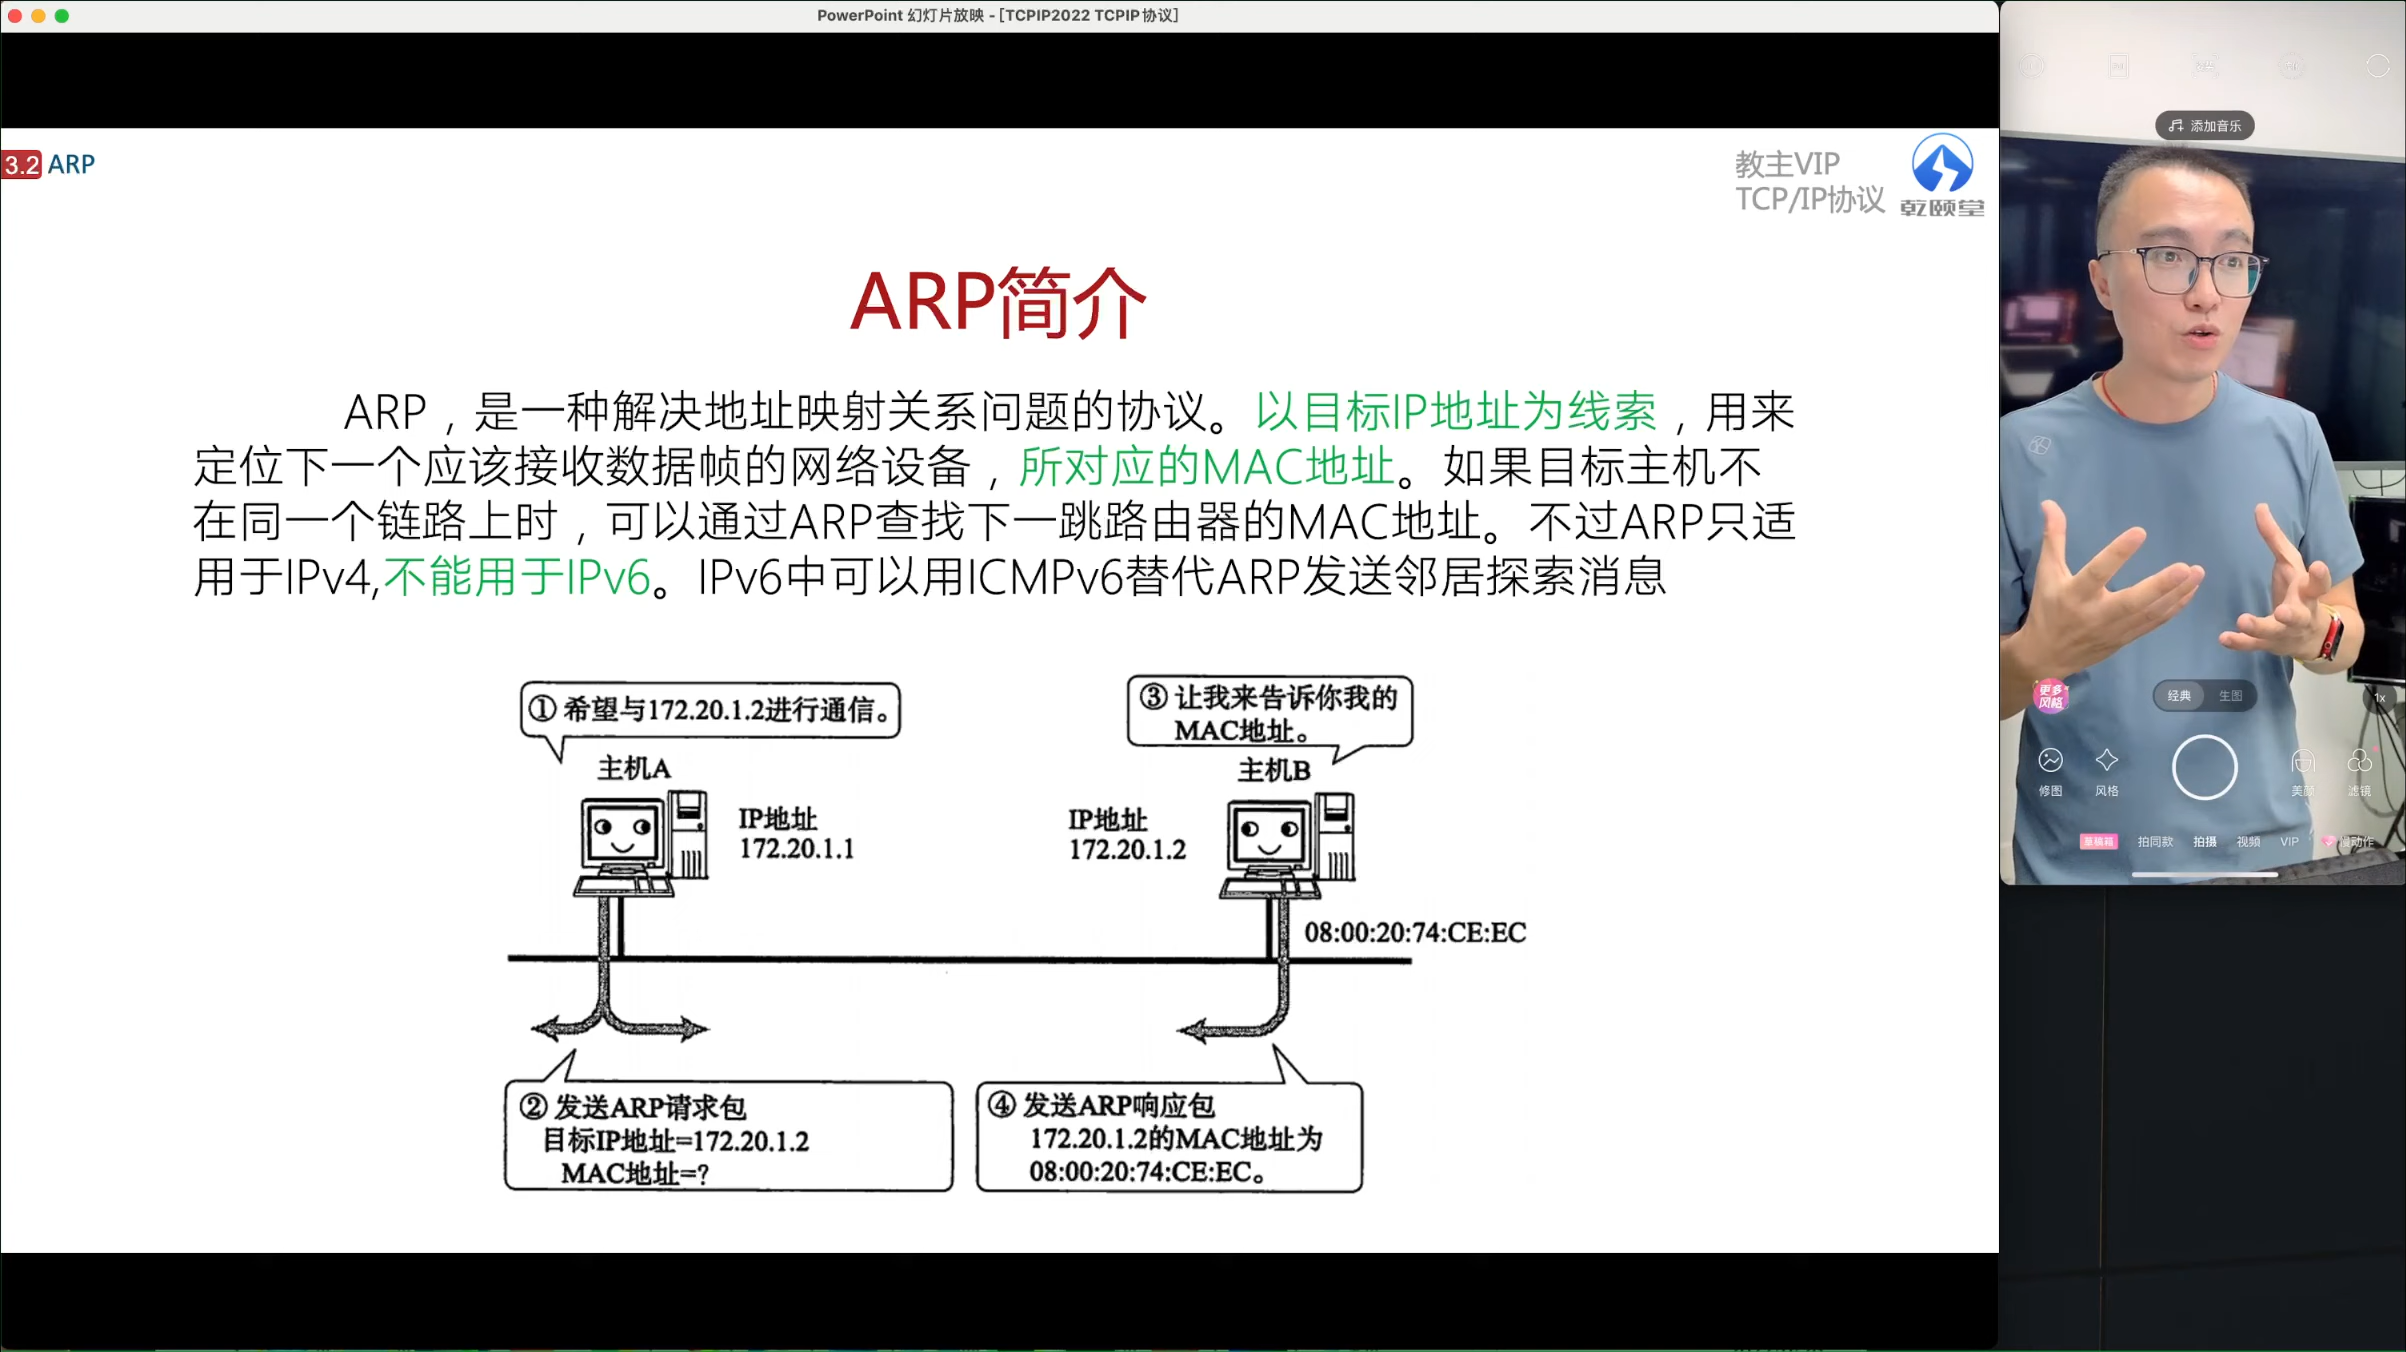 PowerPoint 幻灯片放映 - [TCPIP2022 TCPIP协议]
3.2 ARP
教主VIP
TCP/IP协议
乾颐堂
ARP简介
ARP，是一种解决地址映射关系问题的协议。以目标IP地址为线索，用来
定位下一个应该接收数据帧的网络设备，所对应的MAC地址。如果目标主机不
在同一个链路上时，可以通过ARP查找下一跳路由器的MAC地址。不过ARP只适
用于IPv4,不能用于IPv6。IPv6中可以用ICMPv6替代ARP发送邻居探索消息
① 希望与172.20.1.2进行通信。
③ 让我来告诉你我的
MAC地址。
主机A
主机B
IP地址
172.20.1.1
IP地址
172.20.1.2
08:00:20:74:CE:EC
② 发送ARP请求包
目标IP地址=172.20.1.2
MAC地址=?
④ 发送ARP响应包
172.20.1.2的MAC地址为
08:00:20:74:CE:EC。
添加音乐
更多
风格
经典
生图
1x
修图
风格
美颜
滤镜
草稿箱
拍同款
拍摄
视频
VIP
慢动作